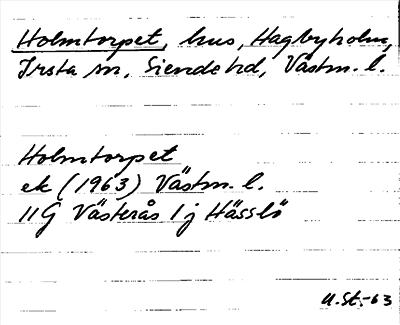 Holmtorpet, hus, Hagbyholm,
Irsta sn, Siende hd, Västm. l.
Holmtorpet
ek (1963) Västm. l.
11G Västerås 1j Hässlö
U.St.-63